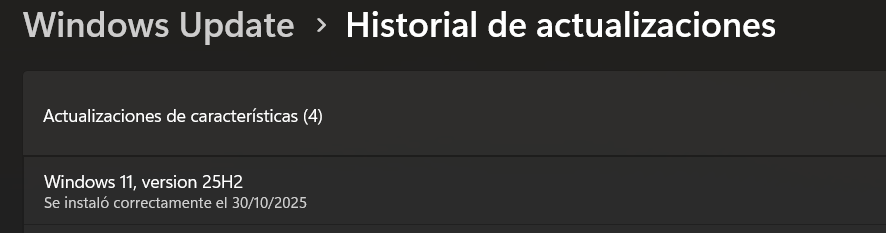 Windows Update > Historial de actualizaciones
Actualizaciones de características (4)
Windows 11, version 25H2
Se instaló correctamente el 30/10/2025